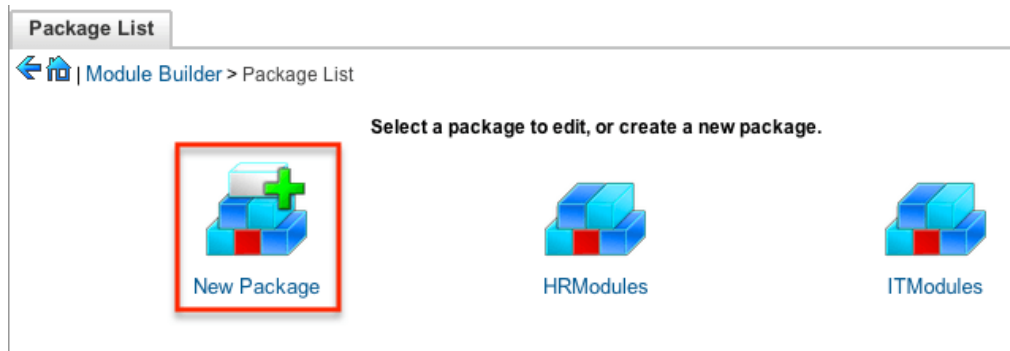 Package List
| Module Builder > Package List
Select a package to edit, or create a new package.
New Package HRModules ITModules